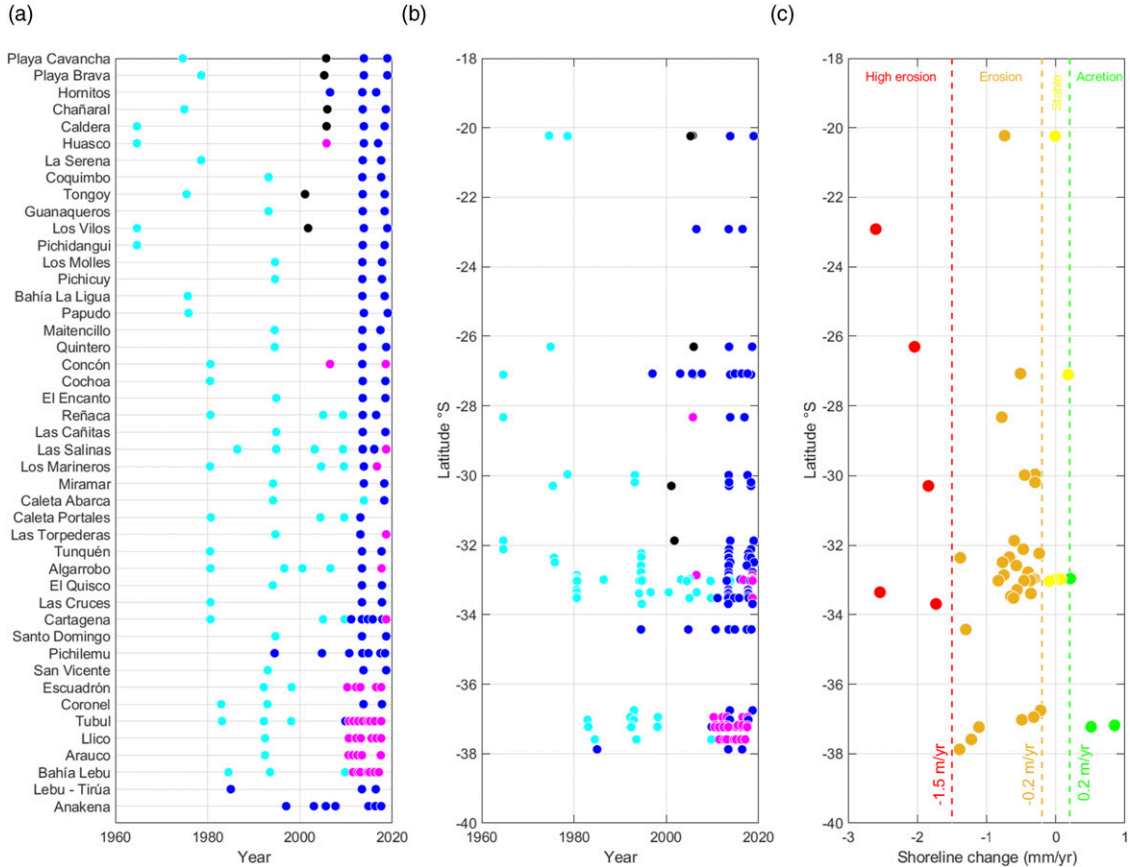 (a)
Playa Cavancha
Playa Brava
Hornitos
Chañaral
Caldera
Huasco
La Serena
Coquimbo
Tongoy
Guanaqueros
Los Vilos
Pichidangui
Los Molles
Pichicuy
Bahía La Ligua
Papudo
Maitencillo
Quintero
Concón
Cochoa
El Encanto
Reñaca
Las Cañitas
Las Salinas
Los Marineros
Miramar
Caleta Abarca
Caleta Portales
Las Torpederas
Tunquén
Algarrobo
El Quisco
Las Cruces
Cartagena
Santo Domingo
Pichilemu
San Vicente
Escuadrón
Coronel
Tubul
Llico
Arauco
Bahía Lebu
Lebu - Tirúa
Anakena
1960 1980 2000 2020
Year
(b)
Latitude °S
-18
-20
-22
-24
-26
-28
-30
-32
-34
-36
-38
-40
1960 1980 2000 2020
Year
(c)
Latitude °S
-18
-20
-22
-24
-26
-28
-30
-32
-34
-36
-38
-40
High erosion
Erosion
Stable
Acretion
-1.5 m/yr
-0.2 m/yr
0.2 m/yr
-3 -2 -1 0 1
Shoreline change (mm/yr)